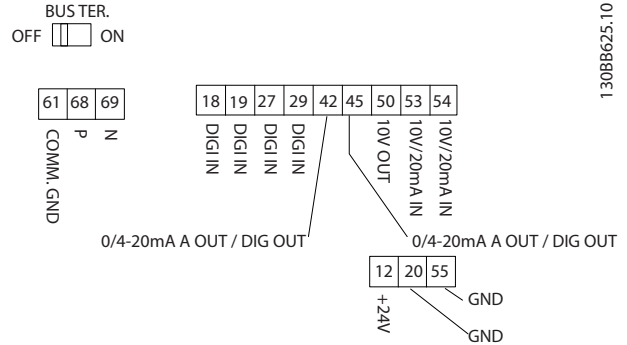 BUS TER.
OFF ON
130BB625.10
61 68 69
COMM. GND
P
N
18 19 27 29 42 45 50 53 54
DIGI IN
DIGI IN
DIGI IN
DIGI IN
10V OUT
10V/20mA IN
10V/20mA IN
0/4-20mA A OUT / DIG OUT
0/4-20mA A OUT / DIG OUT
12 20 55
+24V
GND
GND